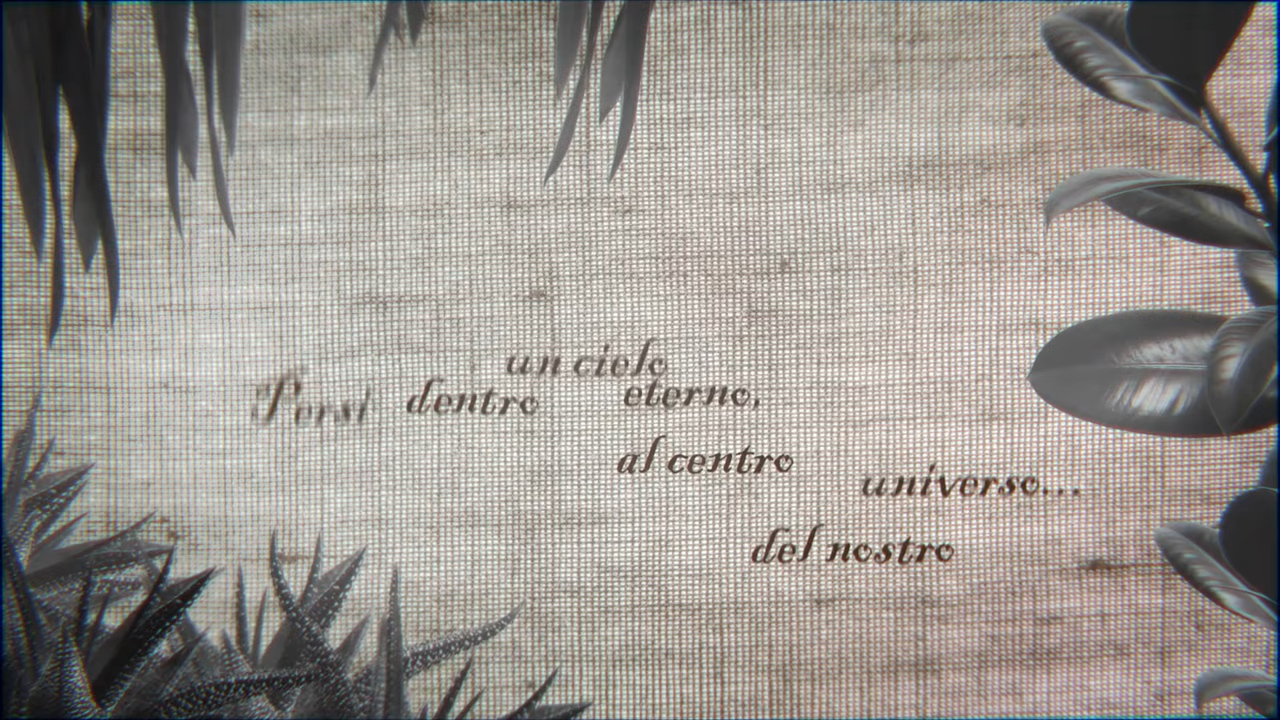 Persi dentro
un cielo
eterno,
al centro
del nostro
universo...